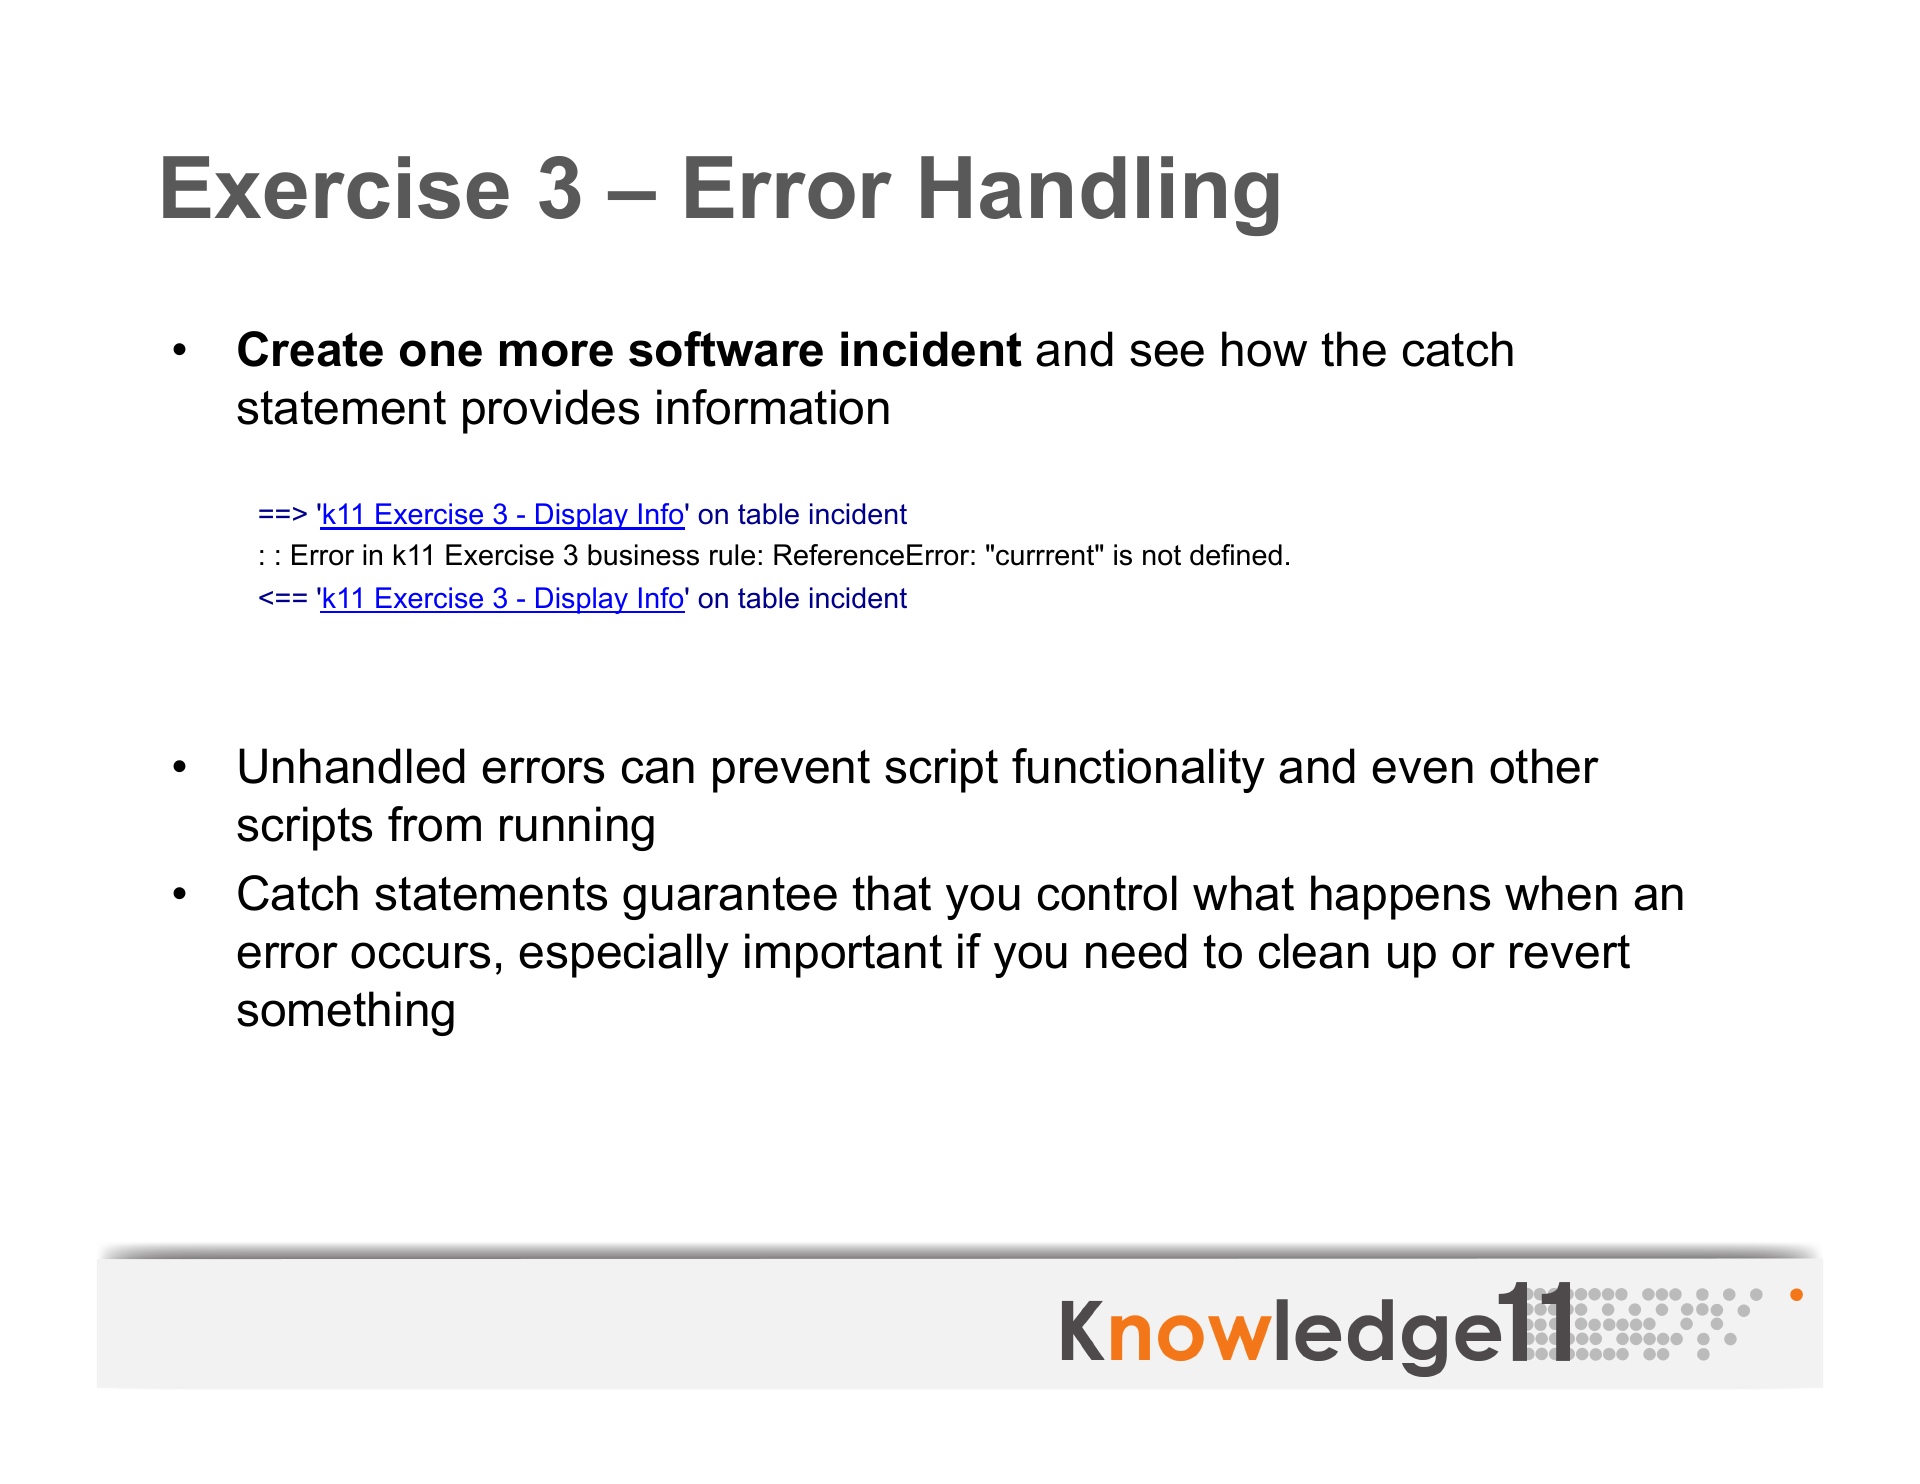 Exercise 3 – Error Handling
• Create one more software incident and see how the catch
statement provides information
==> 'k11 Exercise 3 - Display Info' on table incident
: : Error in k11 Exercise 3 business rule: ReferenceError: "currrent" is not defined.
<== 'k11 Exercise 3 - Display Info' on table incident
• Unhandled errors can prevent script functionality and even other
scripts from running
• Catch statements guarantee that you control what happens when an
error occurs, especially important if you need to clean up or revert
something
Knowledge11